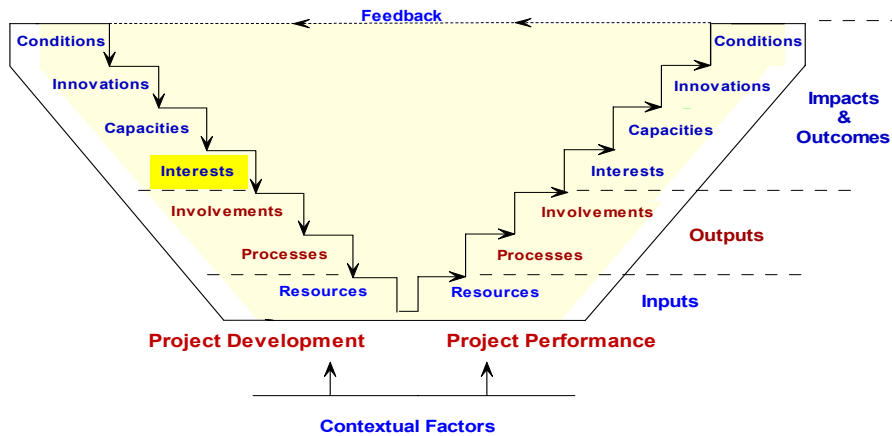 Feedback
Conditions
Conditions
Innovations
Innovations
Impacts
&
Outcomes
Capacities
Capacities
Interests
Interests
Involvements
Involvements
Outputs
Processes
Processes
Resources
Resources
Inputs
Project Development
Project Performance
Contextual Factors